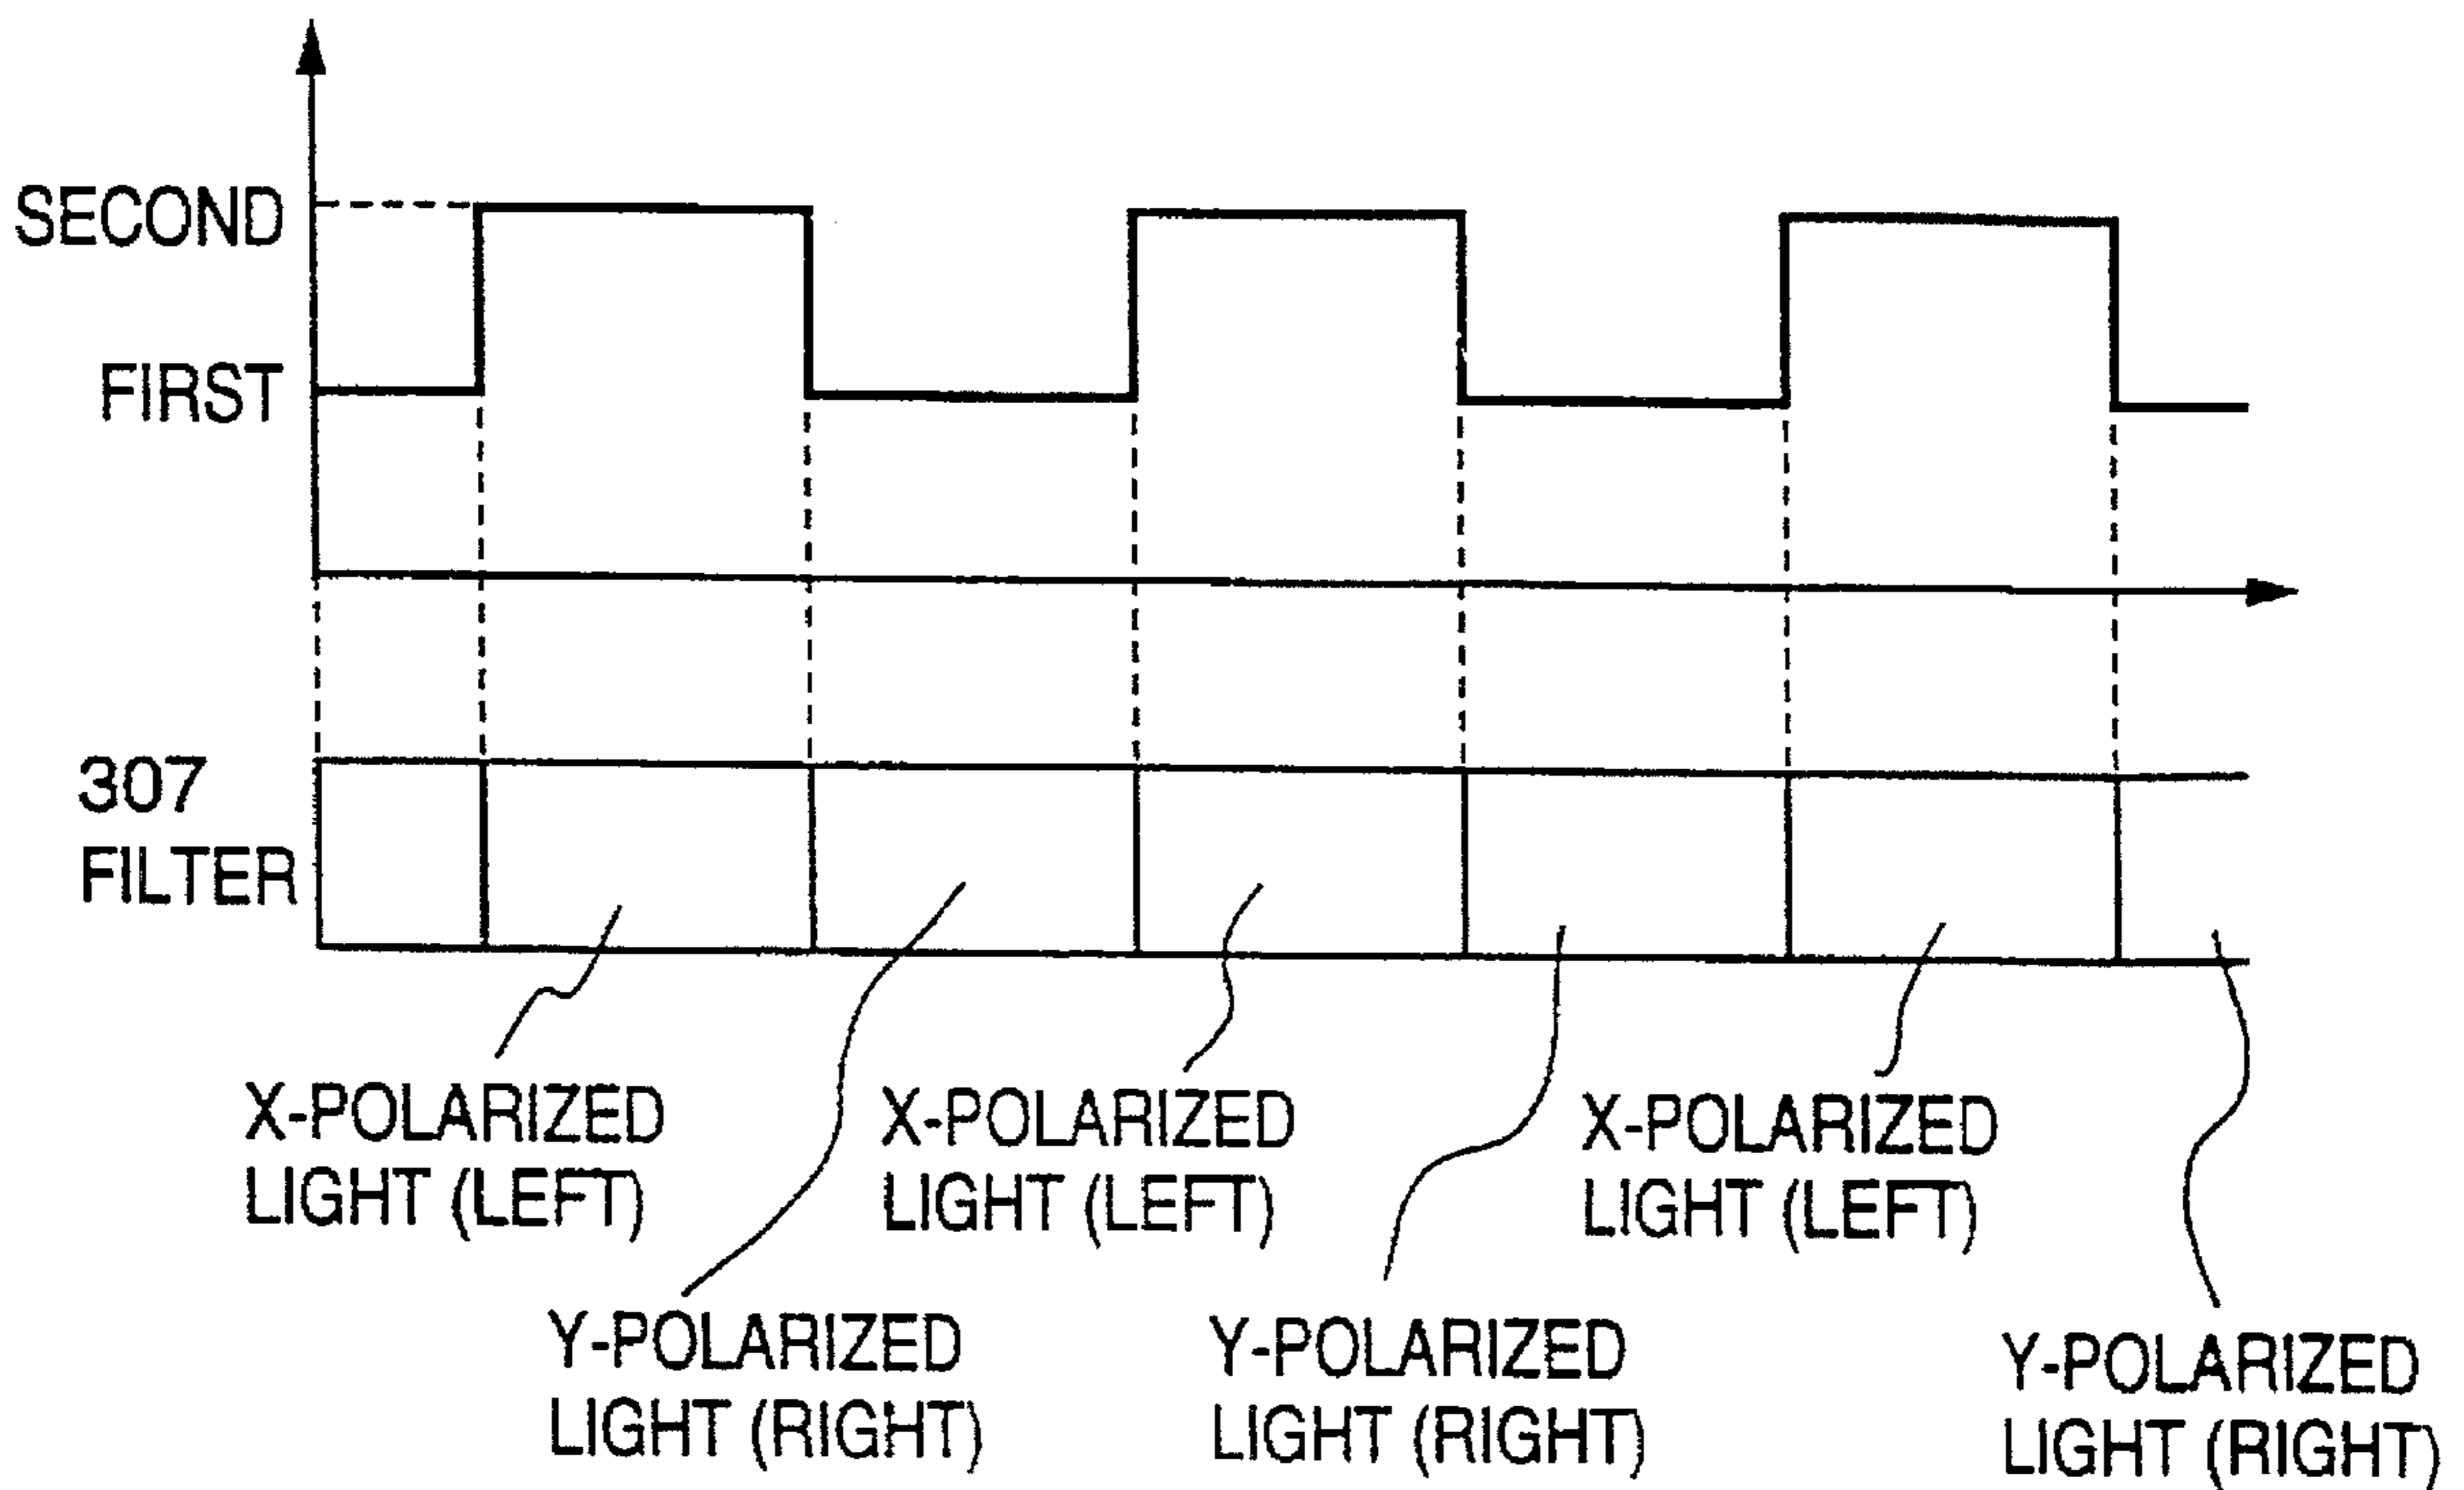 SECOND
FIRST
307
FILTER
X-POLARIZED
LIGHT (LEFT)
Y-POLARIZED
LIGHT (RIGHT)
X-POLARIZED
LIGHT (LEFT)
Y-POLARIZED
LIGHT (RIGHT)
X-POLARIZED
LIGHT (LEFT)
Y-POLARIZED
LIGHT (RIGHT)